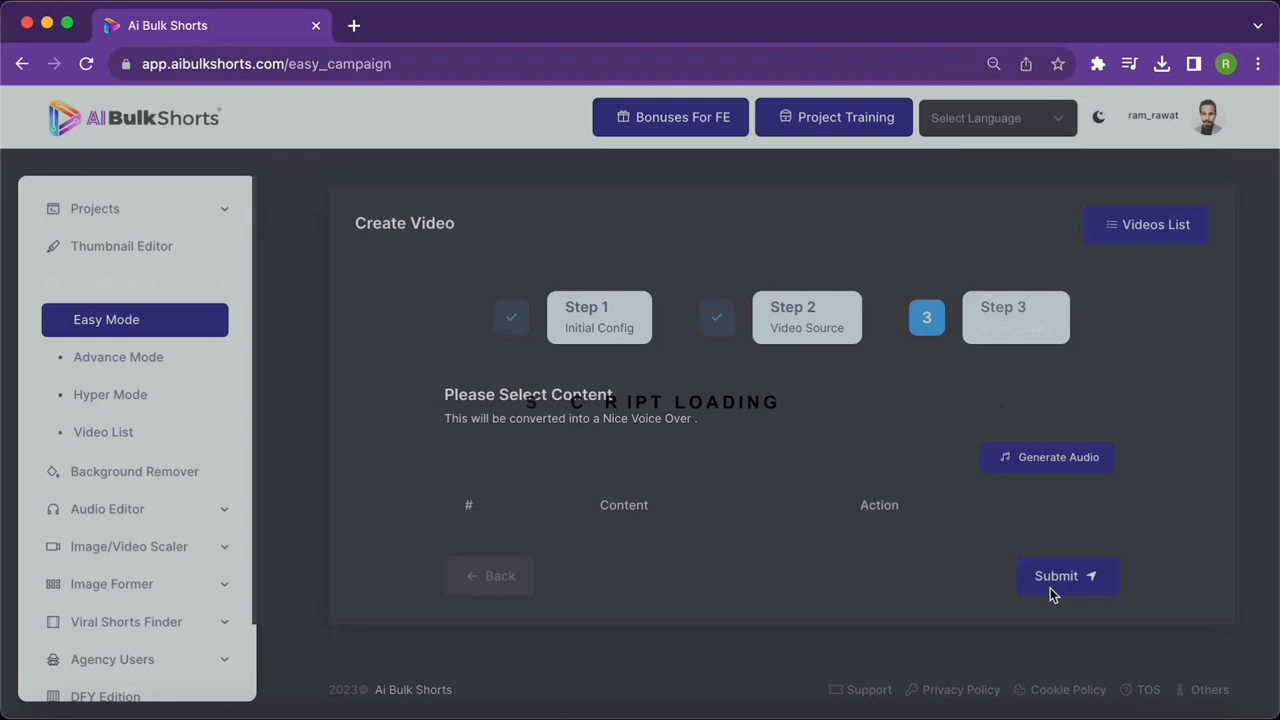 Ai Bulk Shorts
app.aibulkshorts.com/easy_campaign
R
AIBulkShorts
Bonuses For FE
Project Training
Select Language
ram_rawat
Projects
Thumbnail Editor
Easy Mode
Advance Mode
Hyper Mode
Video List
Background Remover
Audio Editor
Image/Video Scaler
Image Former
Viral Shorts Finder
Agency Users
DFY Edition
Create Video
Videos List
Step 1
Initial Config
Step 2
Video Source
3
Step 3
Please Select Content
S C RIPT LOADING
This will be converted into a Nice Voice Over .
Generate Audio
# Content Action
Back
Submit
2023© Ai Bulk Shorts
Support
Privacy Policy
Cookie Policy
TOS
Others